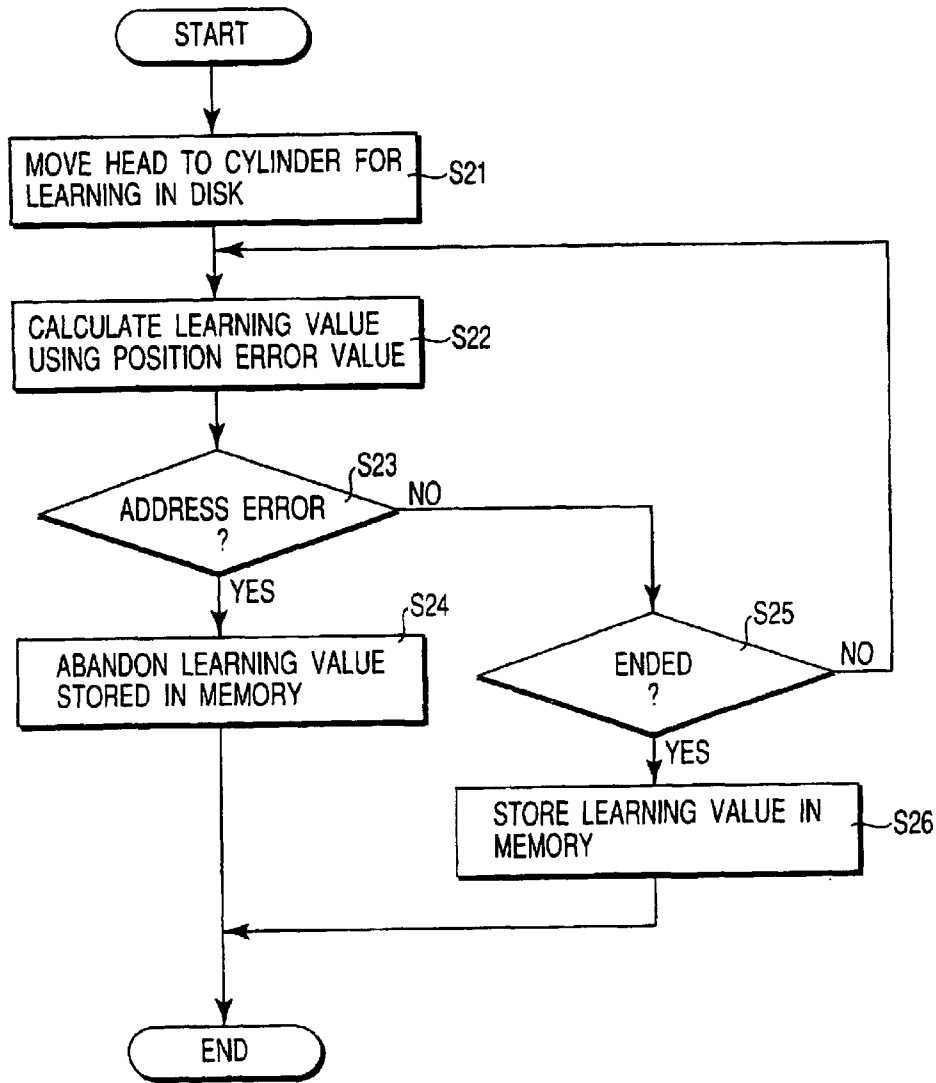 START
MOVE HEAD TO CYLINDER FOR
LEARNING IN DISK
S21
CALCULATE LEARNING VALUE
USING POSITION ERROR VALUE
S22
S23
ADDRESS ERROR
?
NO
YES
S24
ABANDON LEARNING VALUE
STORED IN MEMORY
S25
ENDED
?
NO
YES
STORE LEARNING VALUE IN
MEMORY
S26
END